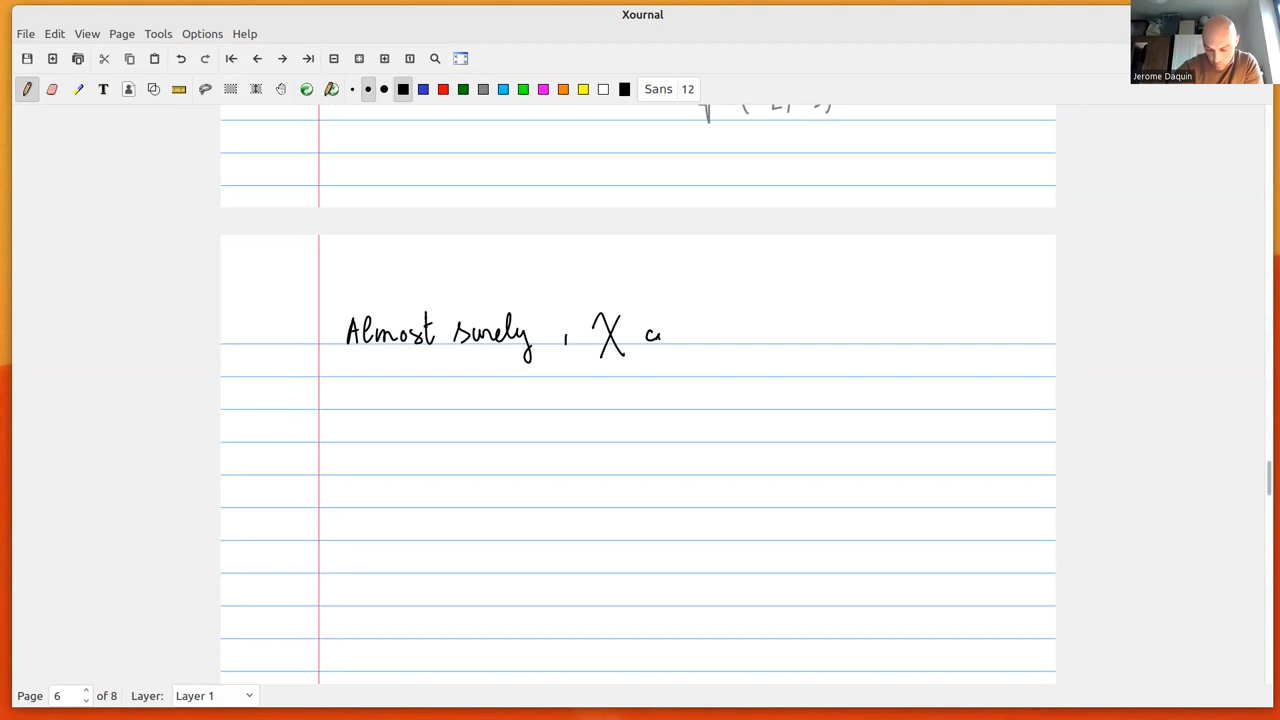 Xournal
File Edit View Page Tools Options Help
Sans 12
Jerome Daquin
Almost surely , X
Page 6 of 8 Layer: Layer 1